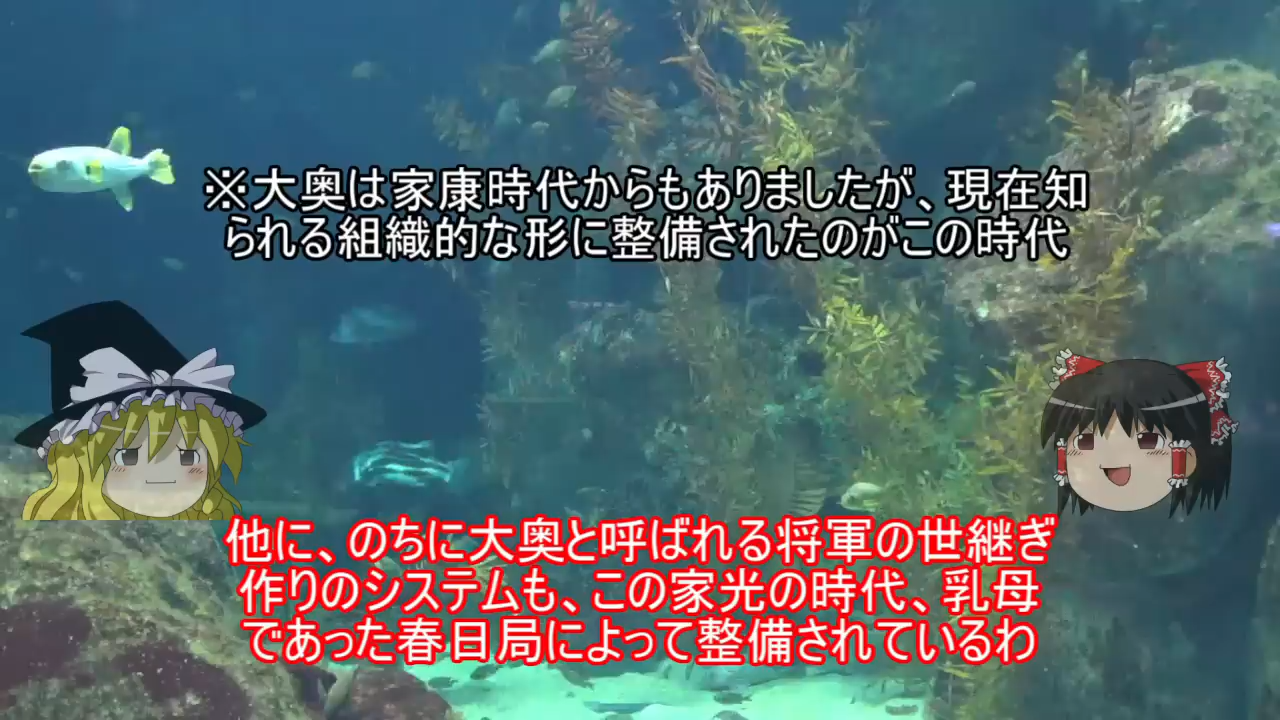 ※大奥は家康時代からもありましたが、現在知
られる組織的な形に整備されたのがこの時代
他に、のちに大奥と呼ばれる将軍の世継ぎ
作りのシステムも、この家光の時代、乳母
であった春日局によって整備されているわ